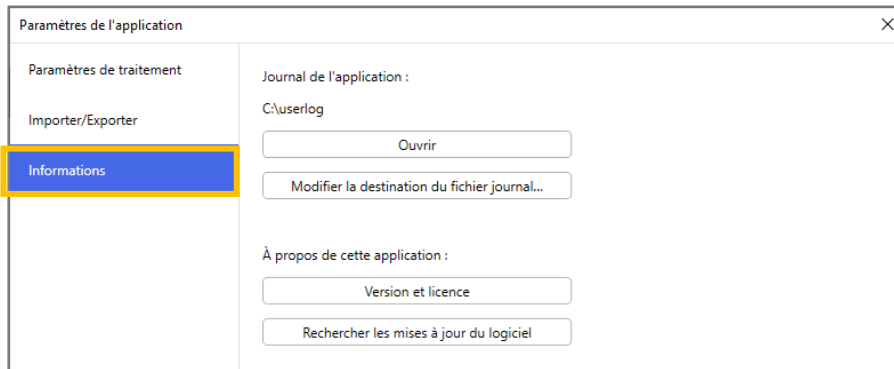 Paramètres de l'application
Paramètres de traitement
Importer/Exporter
Informations
Journal de l'application :
C:\userlog
Ouvrir
Modifier la destination du fichier journal...
À propos de cette application :
Version et licence
Rechercher les mises à jour du logiciel